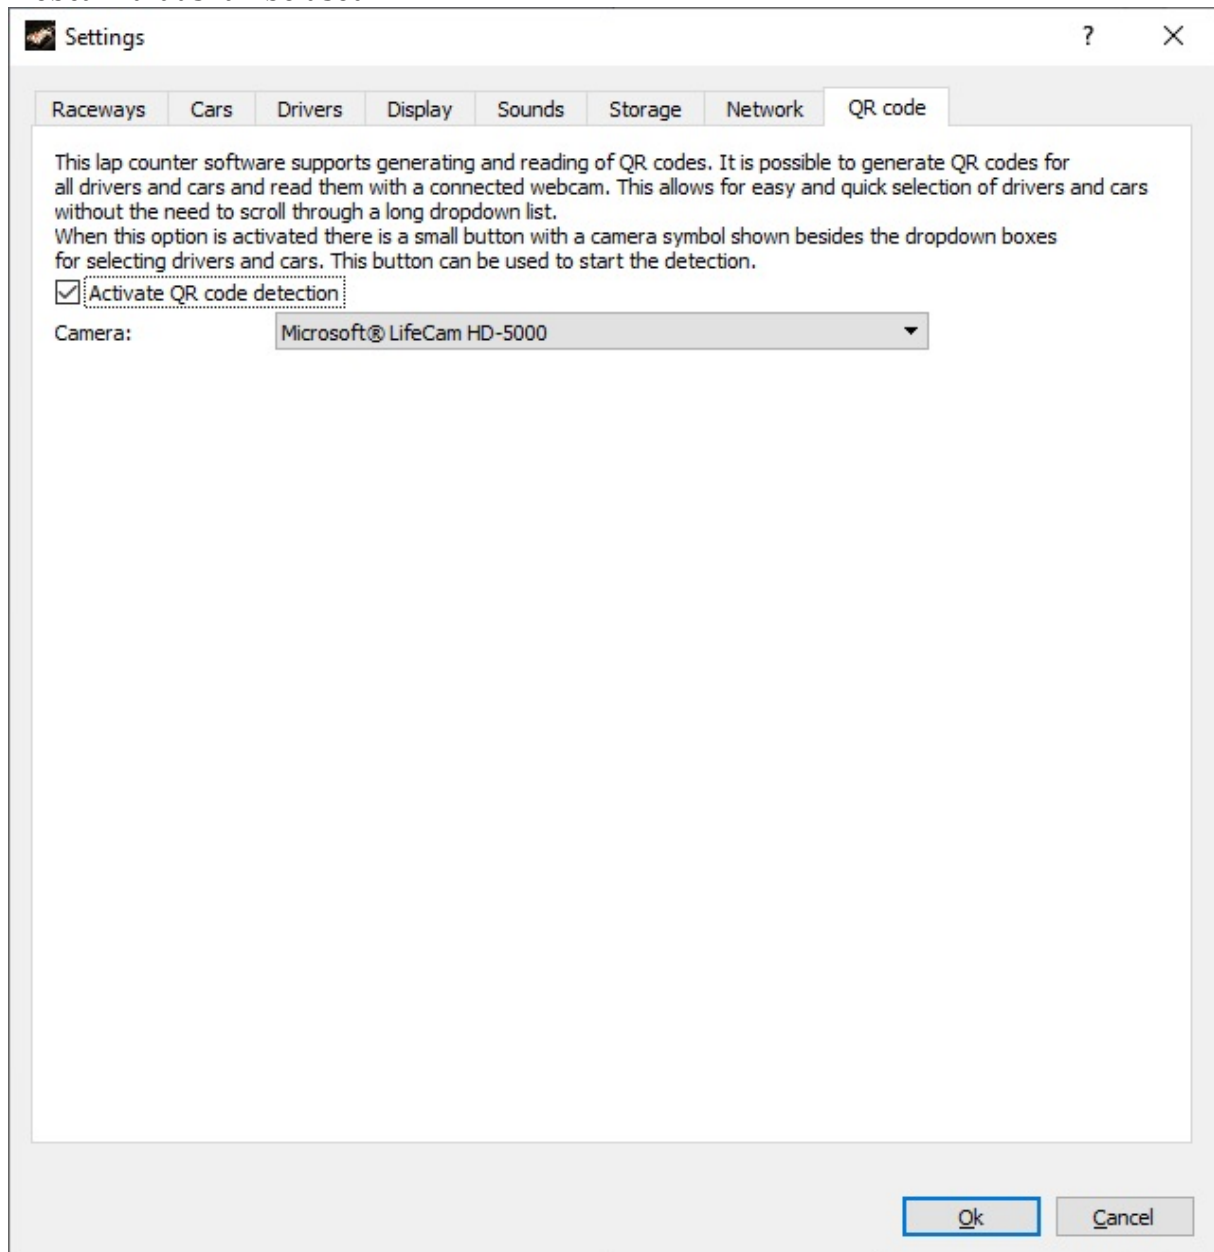 Settings
?
Raceways Cars Drivers Display Sounds Storage Network QR code
This lap counter software supports generating and reading of QR codes. It is possible to generate QR codes for
all drivers and cars and read them with a connected webcam. This allows for easy and quick selection of drivers and cars
without the need to scroll through a long dropdown list.
When this option is activated there is a small button with a camera symbol shown besides the dropdown boxes
for selecting drivers and cars. This button can be used to start the detection.
Activate QR code detection
Camera: Microsoft® LifeCam HD-5000
Ok Cancel